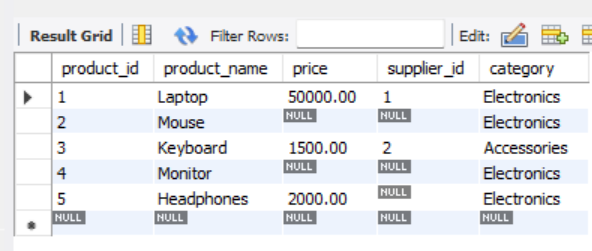 Result Grid Filter Rows: Edit:
product_id product_name price supplier_id category
1 Laptop 50000.00 1 Electronics
2 Mouse NULL NULL Electronics
3 Keyboard 1500.00 2 Accessories
4 Monitor NULL NULL Electronics
5 Headphones 2000.00 NULL Electronics
NULL NULL NULL NULL NULL